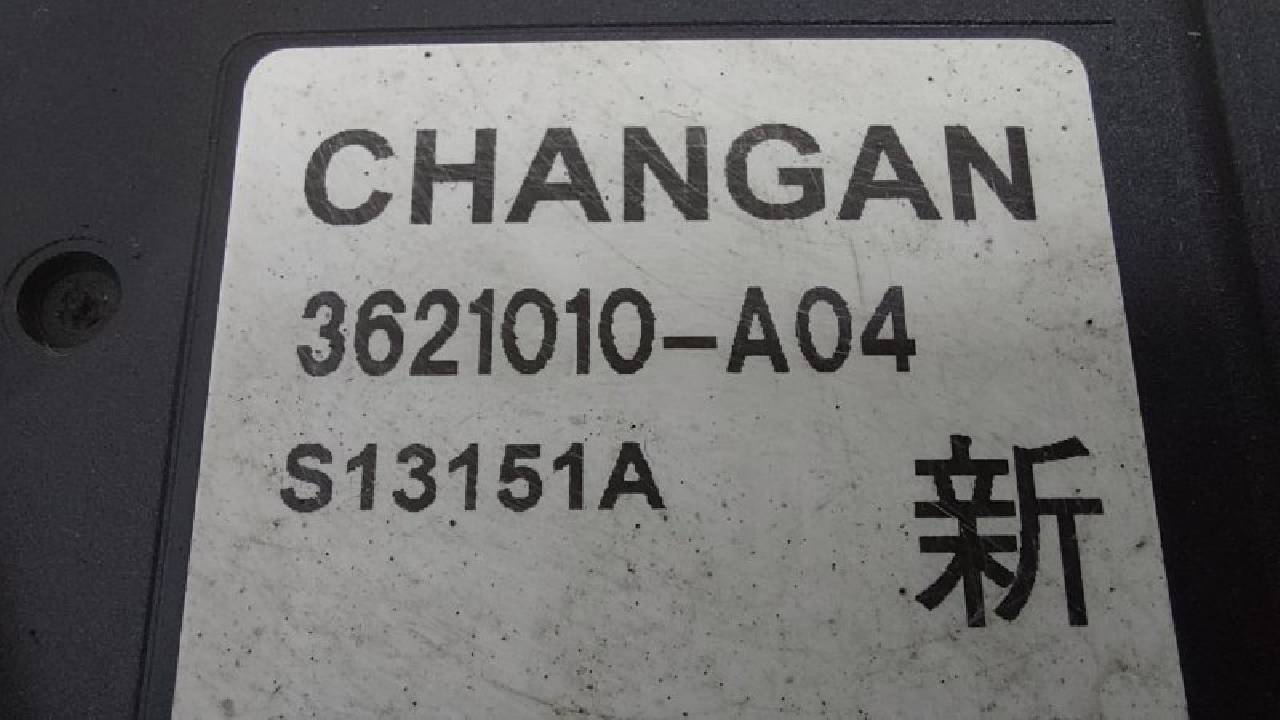 CHANGAN
3621010-A04
S13151A
新